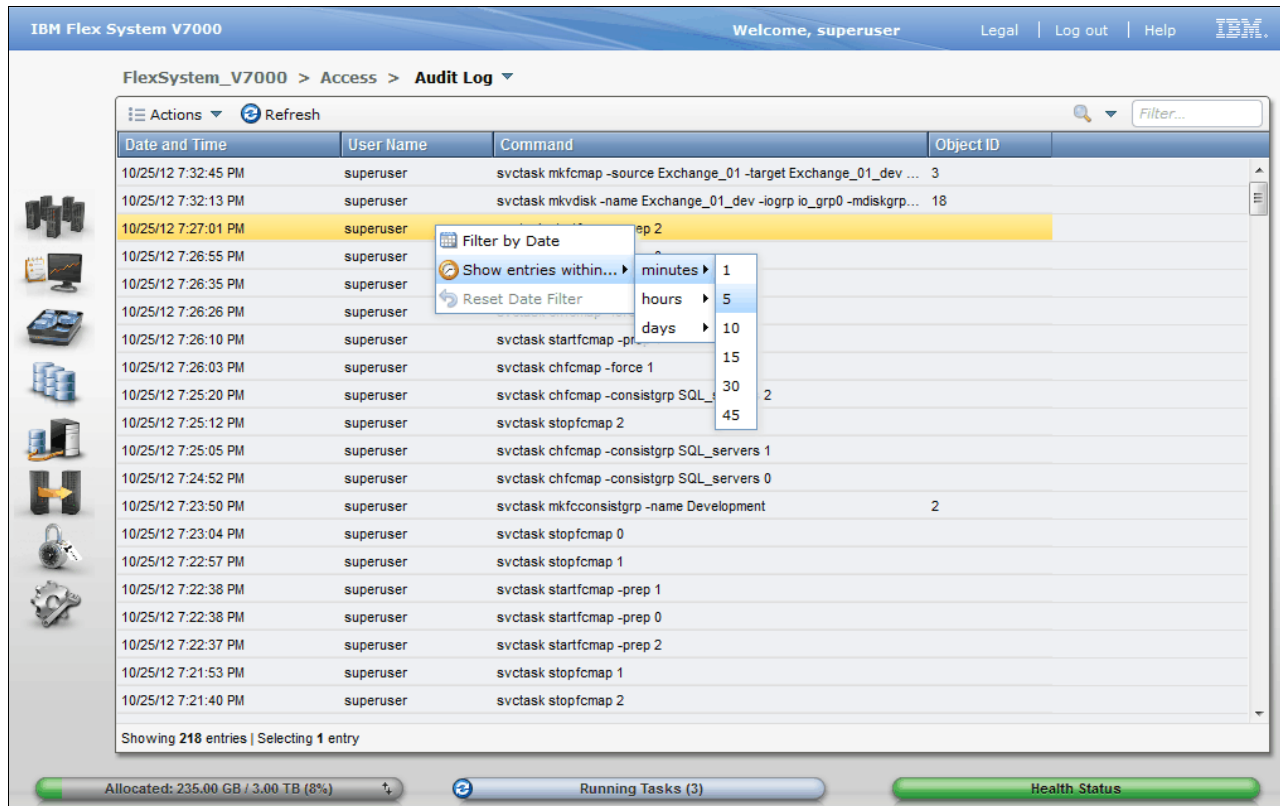 IBM Flex System V7000 Welcome, superuser Legal | Log out | Help IBM.
FlexSystem_V7000 > Access > Audit Log
Actions Refresh Filter...
Date and Time User Name Command Object ID
10/25/12 7:32:45 PM superuser svctask mkfcmap -source Exchange_01 -target Exchange_01_dev ... 3
10/25/12 7:32:13 PM superuser svctask mkvdisk -name Exchange_01_dev -iogrp io_grp0 -mdiskgrp... 18
10/25/12 7:27:01 PM superuser ep 2
Filter by Date
10/25/12 7:26:55 PM superuser
Show entries within... minutes 1
10/25/12 7:26:35 PM superuser
Reset Date Filter hours 5
10/25/12 7:26:26 PM superuser
days 10
10/25/12 7:26:10 PM superuser svctask startfcmap -pr
15
10/25/12 7:26:03 PM superuser svctask chfcmap -force 1
30
10/25/12 7:25:20 PM superuser svctask chfcmap -consistgrp SQL_s 2
45
10/25/12 7:25:12 PM superuser svctask stopfcmap 2
10/25/12 7:25:05 PM superuser svctask chfcmap -consistgrp SQL_servers 1
10/25/12 7:24:52 PM superuser svctask chfcmap -consistgrp SQL_servers 0
10/25/12 7:23:50 PM superuser svctask mkfcconsistgrp -name Development 2
10/25/12 7:23:04 PM superuser svctask stopfcmap 0
10/25/12 7:22:57 PM superuser svctask stopfcmap 1
10/25/12 7:22:38 PM superuser svctask startfcmap -prep 1
10/25/12 7:22:38 PM superuser svctask startfcmap -prep 0
10/25/12 7:22:37 PM superuser svctask startfcmap -prep 2
10/25/12 7:21:53 PM superuser svctask stopfcmap 1
10/25/12 7:21:40 PM superuser svctask stopfcmap 2
Showing 218 entries | Selecting 1 entry
Allocated: 235.00 GB / 3.00 TB (8%) Running Tasks (3) Health Status